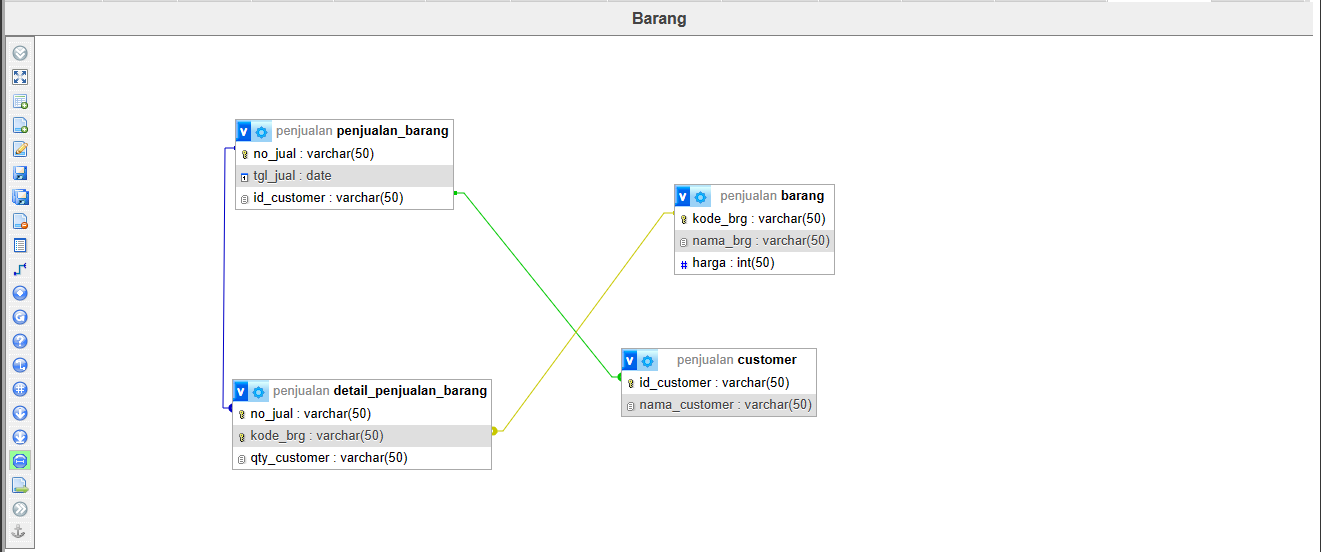 Barang
penjualan penjualan_barang
no_jual : varchar(50)
tgl_jual : date
id_customer : varchar(50)
penjualan barang
kode_brg : varchar(50)
nama_brg : varchar(50)
# harga : int(50)
penjualan customer
id_customer : varchar(50)
nama_customer : varchar(50)
penjualan detail_penjualan_barang
no_jual : varchar(50)
kode_brg : varchar(50)
qty_customer : varchar(50)